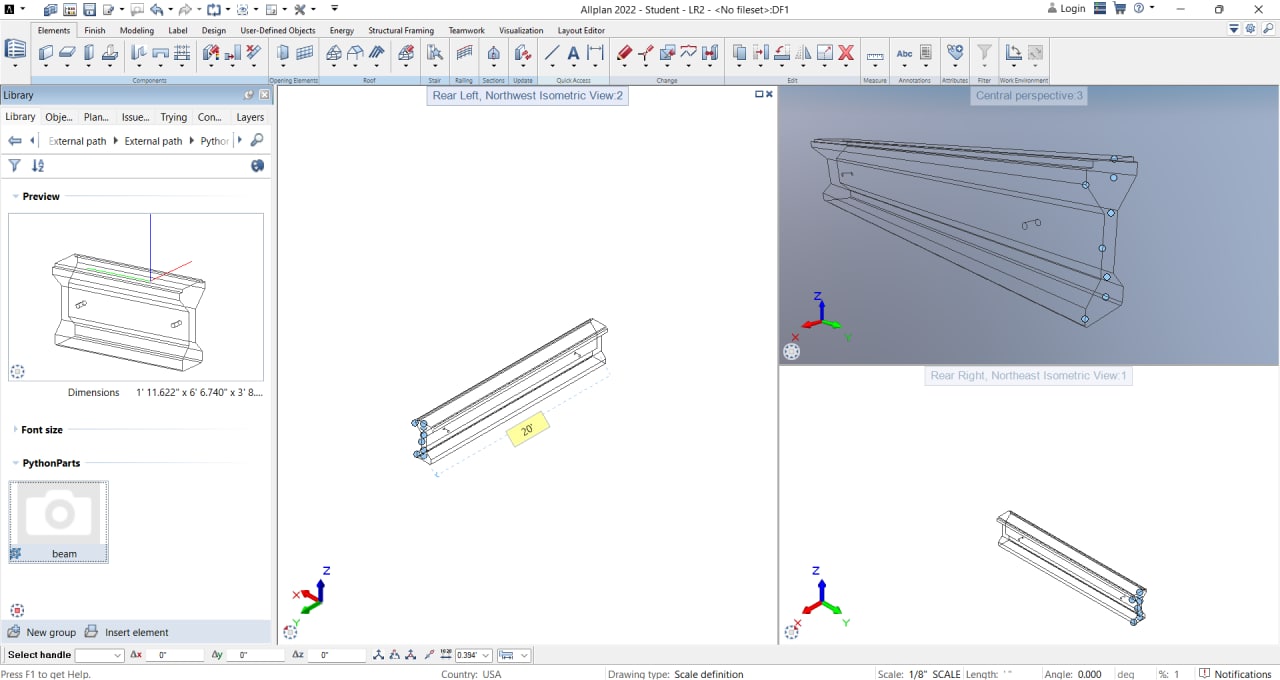 Allplan 2022 - Student - LR2 - <No fileset>:DF1
Login
Elements Finish Modeling Label Design User-Defined Objects Energy Structural Framing Teamwork Visualization Layout Editor
Abc
Components Opening Elements Roof Stair Railing Sections Update Quick Access Change Edit Measure Annotations Attributes Filter Work Environment
Library
Library Obje... Plan... Issue... Trying Con... Layers
External path External path Python
Preview
Dimensions 1' 11.622" x 6' 6.740" x 3' 8....
Font size
PythonParts
beam
New group Insert element
Rear Left, Northwest Isometric View:2
20'
Z
X
Y
Central perspective:3
Z
X
Y
Rear Right, Northeast Isometric View:1
Z
X
Y
Select handle Δx 0" Δy 0" Δz 0" 0.394'
Press F1 to get Help. Country: USA Drawing type: Scale definition Scale: 1/8" SCALE Length: ' " Angle: 0.000 deg %: 1 Notifications